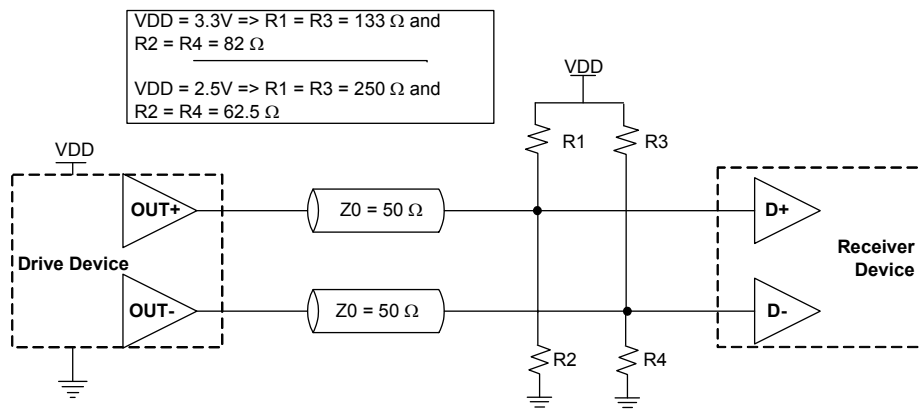 VDD = 3.3V => R1 = R3 = 133 Ω and
R2 = R4 = 82 Ω
VDD = 2.5V => R1 = R3 = 250 Ω and
R2 = R4 = 62.5 Ω
VDD
R1
R3
VDD
OUT+
Z0 = 50 Ω
D+
Drive Device
Receiver
Device
OUT-
Z0 = 50 Ω
D-
R2
R4